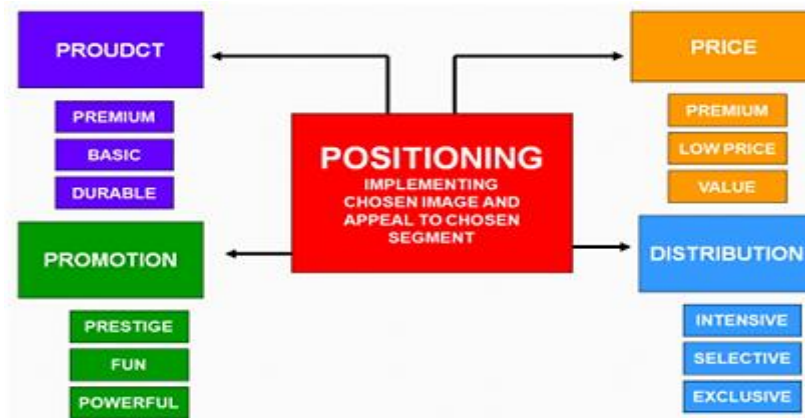 PROUDCT
PREMIUM
BASIC
DURABLE
PRICE
PREMIUM
LOW PRICE
VALUE
POSITIONING
IMPLEMENTING
CHOSEN IMAGE AND
APPEAL TO CHOSEN
SEGMENT
PROMOTION
PRESTIGE
FUN
POWERFUL
DISTRIBUTION
INTENSIVE
SELECTIVE
EXCLUSIVE